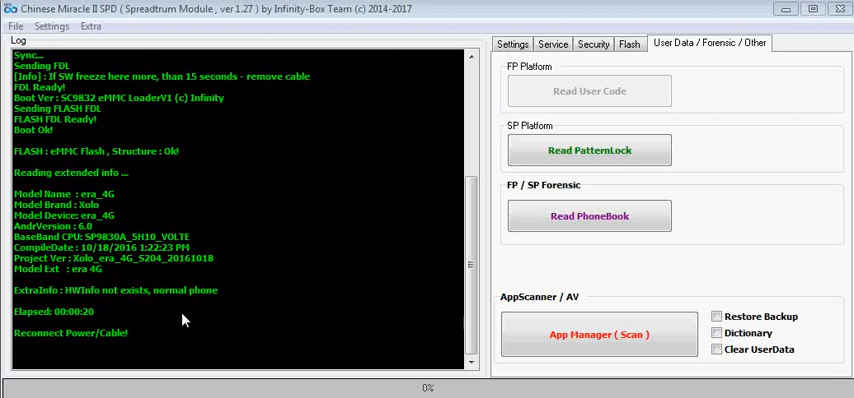 Chinese Miracle II SPD ( Spreadtrum Module , ver 1.27 ) by Infinity-Box Team (c) 2014-2017
File Settings Extra
Log
Sync...
Sending FDL
[Info] : If SW freeze here more, than 15 seconds - remove cable
FDL Ready!
Boot Ver : SC9832 eMMC LoaderV1 (c) Infinity
Sending FLASH FDL
FLASH FDL Ready!
Boot Ok!
FLASH : eMMC Flash , Structure : Ok!
Reading extended info ...
Model Name : era_4G
Model Brand : Xolo
Model Device: era_4G
AndrVersion : 6.0
BaseBand CPU: SP9830A_5H10_VOLTE
CompileDate : 10/18/2016 1:22:23 PM
Project Ver : Xolo_era_4G_S204_20161018
Model Ext : era 4G
ExtraInfo : HWInfo not exists, normal phone
Elapsed: 00:00:20
Reconnect Power/Cable!
Settings Service Security Flash User Data / Forensic / Other
FP Platform
Read User Code
SP Platform
Read PatternLock
FP / SP Forensic
Read PhoneBook
AppScanner / AV
App Manager ( Scan )
Restore Backup
Dictionary
Clear UserData
0%